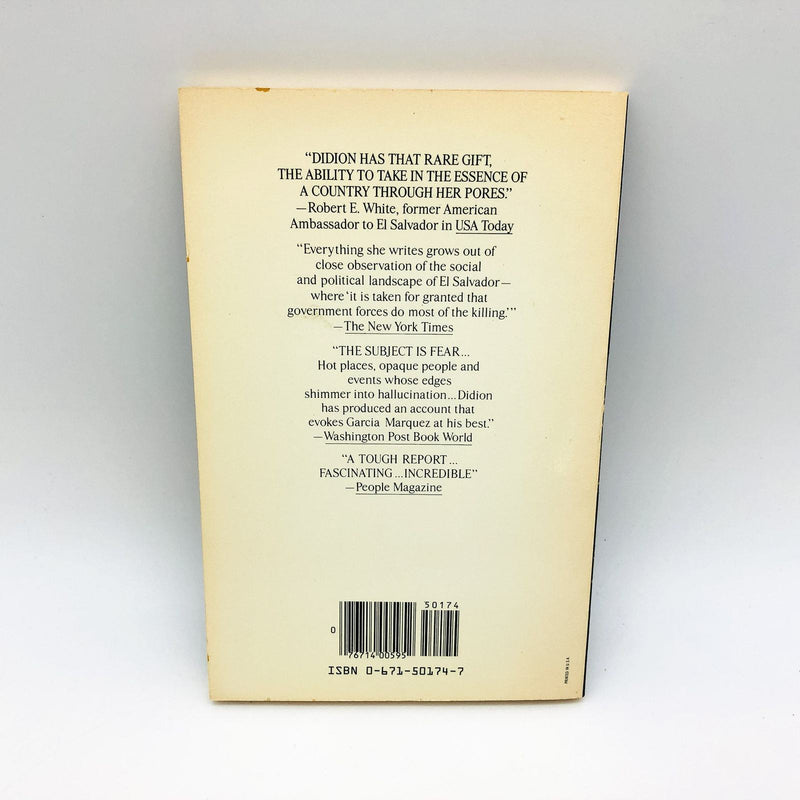 “DIDION HAS THAT RARE GIFT,
THE ABILITY TO TAKE IN THE ESSENCE OF
A COUNTRY THROUGH HER PORES.”
—Robert E. White, former American
Ambassador to El Salvador in USA Today
“Everything she writes grows out of
close observation of the social
and political landscape of El Salvador—
where ‘it is taken for granted that
government forces do most of the killing.’”
—The New York Times
“THE SUBJECT IS FEAR...
Hot places, opaque people and
events whose edges
shimmer into hallucination...Didion
has produced an account that
evokes Garcia Marquez at his best.”
—Washington Post Book World
“A TOUGH REPORT...
FASCINATING...INCREDIBLE”
—People Magazine
50174
0
76714 00595
ISBN 0-671-50174-7
PRINTED IN U.S.A.